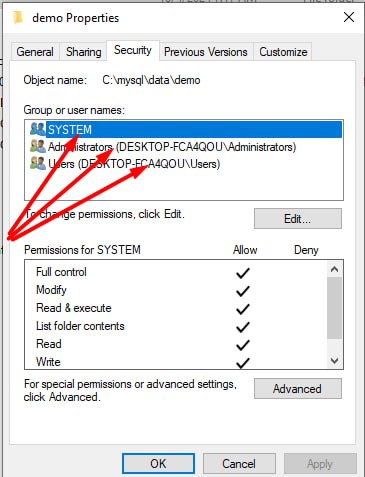 demo Properties
General Sharing Security Previous Versions Customize
Object name: C:\mysql\data\demo
Group or user names:
SYSTEM
Administrators (DESKTOP-FCA4QOU\Administrators)
Users (DESKTOP-FCA4QOU\Users)
To change permissions, click Edit.
Edit...
Permissions for SYSTEM Allow Deny
Full control
Modify
Read & execute
List folder contents
Read
Write
For special permissions or advanced settings,
click Advanced.
Advanced
OK Cancel Apply